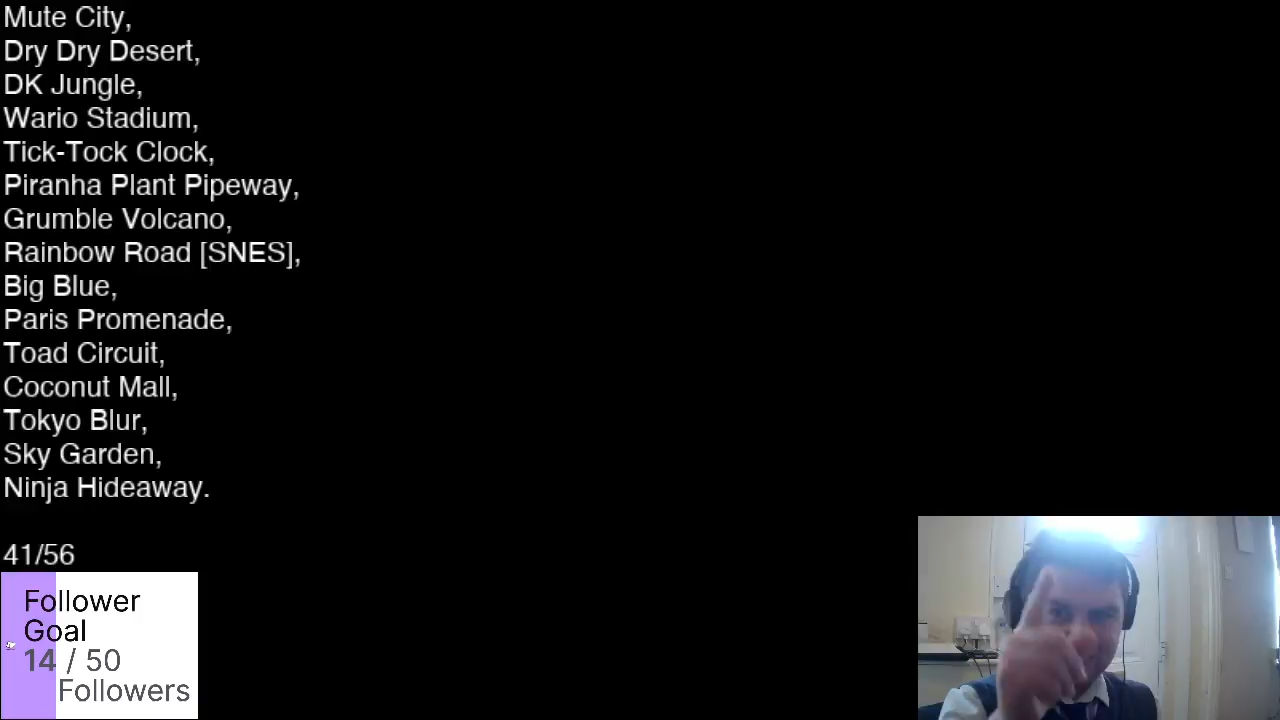 Mute City,
Dry Dry Desert,
DK Jungle,
Wario Stadium,
Tick-Tock Clock,
Piranha Plant Pipeway,
Grumble Volcano,
Rainbow Road [SNES],
Big Blue,
Paris Promenade,
Toad Circuit,
Coconut Mall,
Tokyo Blur,
Sky Garden,
Ninja Hideaway.
41/56
Follower
Goal
14 / 50
Followers